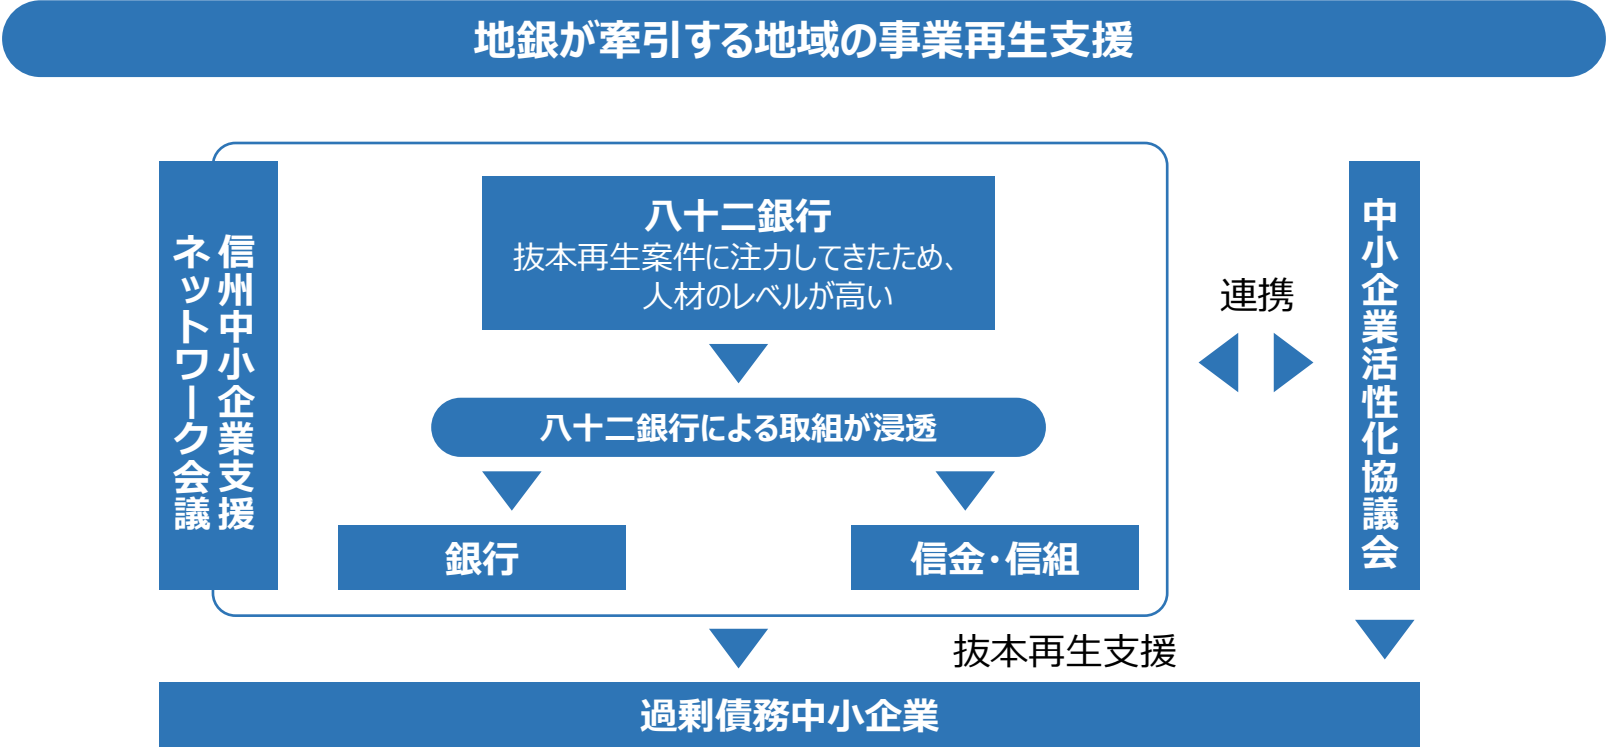 地銀が牽引する地域の事業再生支援
信州中小企業支援
ネットワーク会議
八十二銀行
抜本再生案件に注力してきたため、
人材のレベルが高い
八十二銀行による取組が浸透
銀行
信金・信組
連携
中小企業活性化協議会
抜本再生支援
過剰債務中小企業